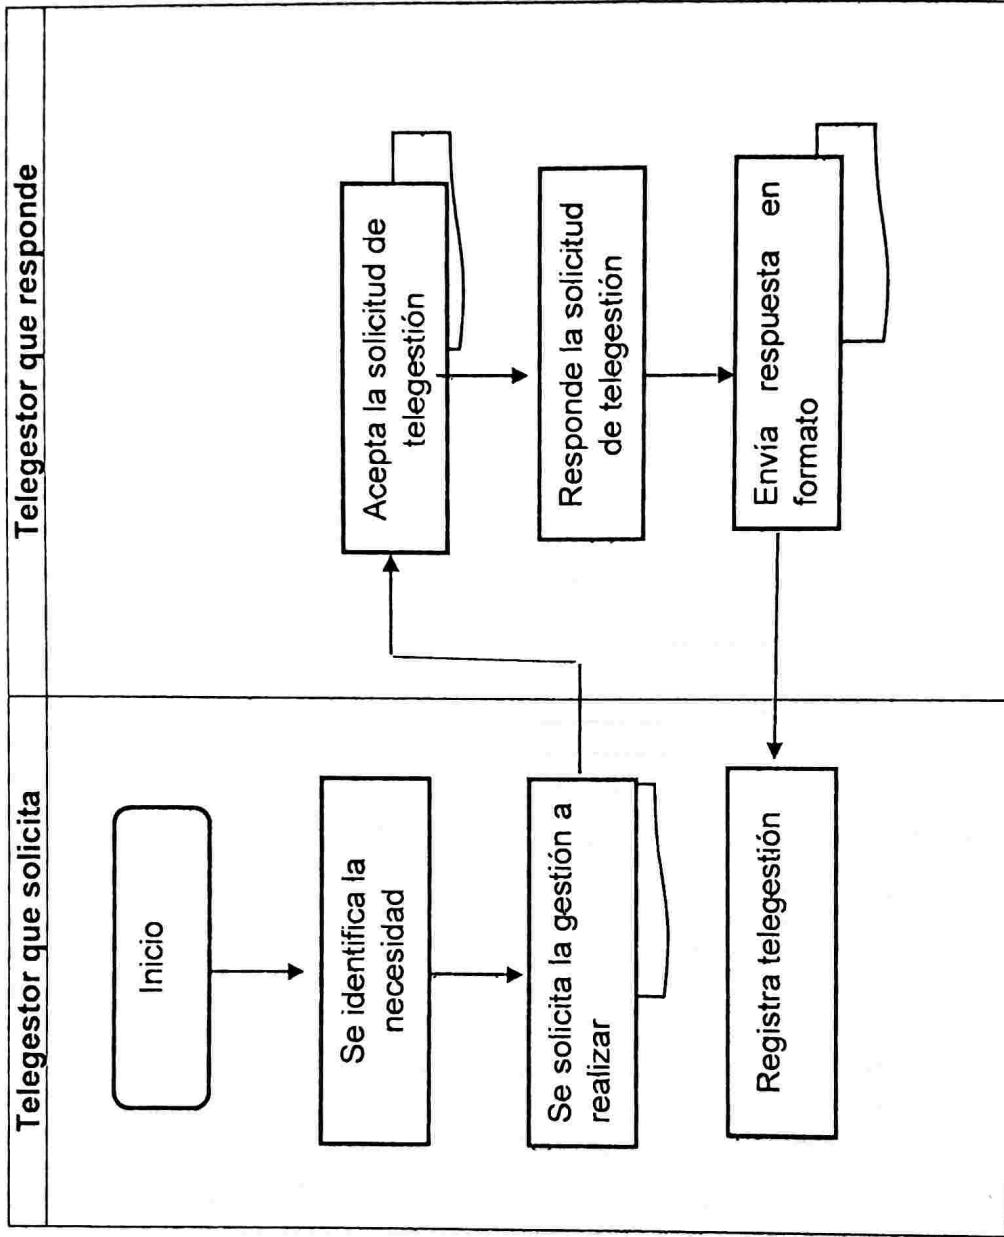 Telegestor que solicita
Telegestor que responde
Inicio
Se identifica la
necesidad
Se solicita la gestión a
realizar
Registra telegestión
Acepta la solicitud de
telegestión
Responde la solicitud
de telegestión
Envía respuesta en
formato